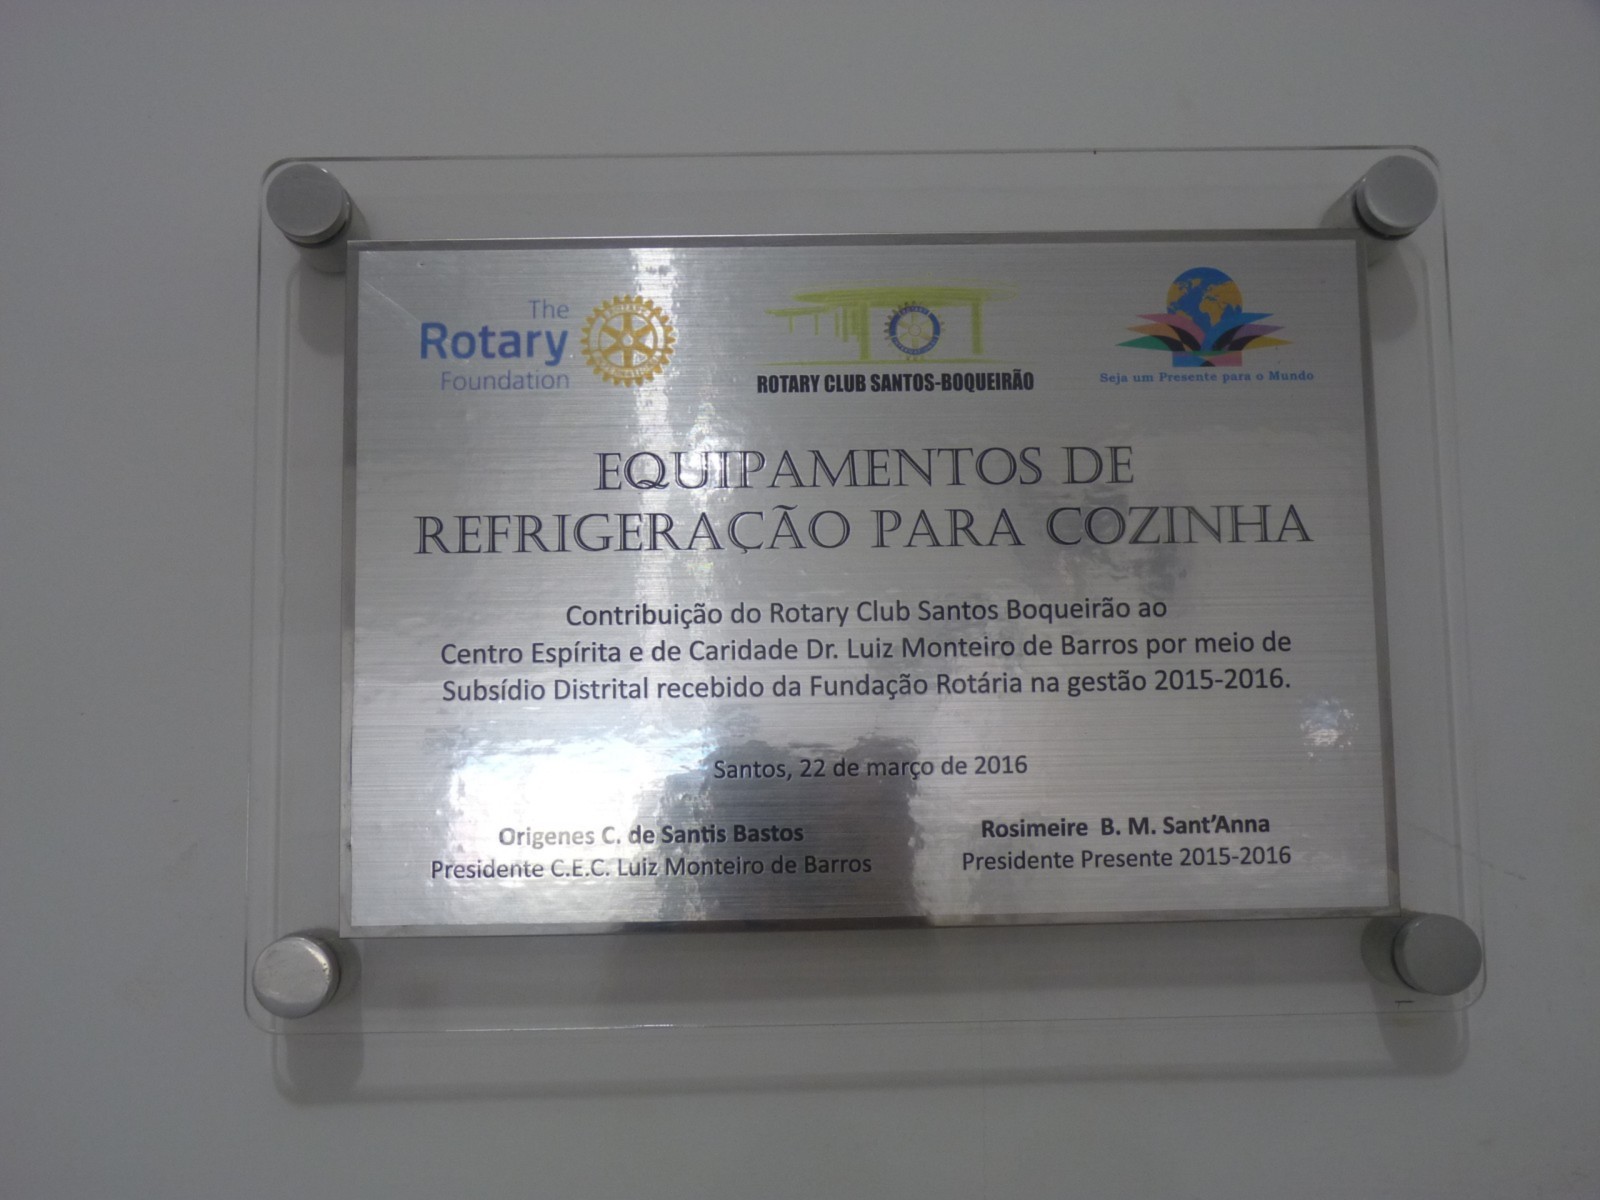 The
Rotary
Foundation
ROTARY CLUB SANTOS-BOQUEIRÃO
Seja um Presente para o Mundo
EQUIPAMENTOS DE
REFRIGERAÇÃO PARA COZINHA
Contribuição do Rotary Club Santos Boqueirão ao
Centro Espírita e de Caridade Dr. Luiz Monteiro de Barros por meio de
Subsídio Distrital recebido da Fundação Rotária na gestão 2015-2016.
Santos, 22 de março de 2016
Origenes C. de Santis Bastos
Presidente C.E.C. Luiz Monteiro de Barros
Rosimeire B. M. Sant'Anna
Presidente Presente 2015-2016